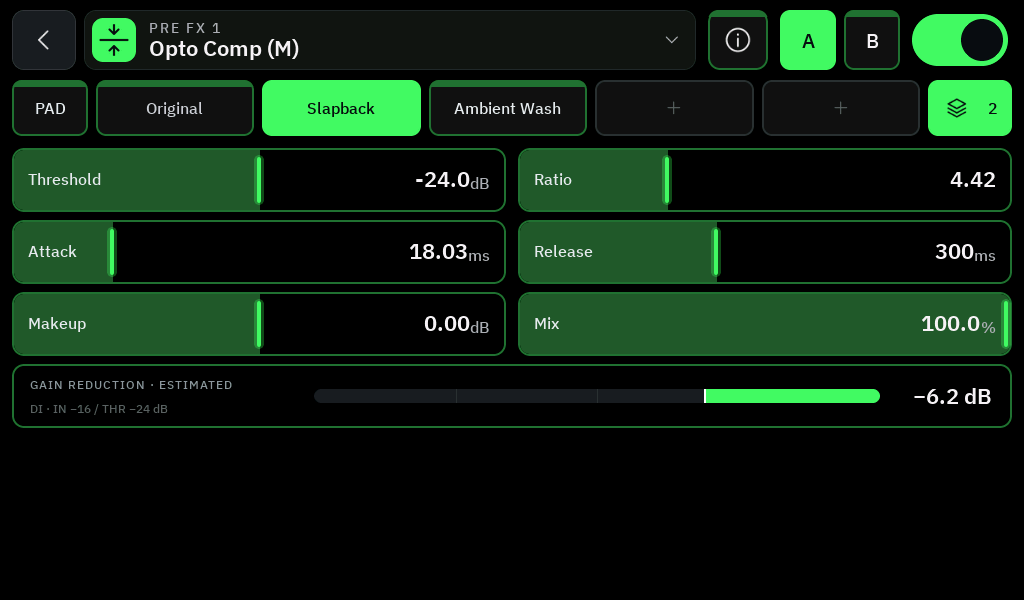 PRE FX 1
Opto Comp (M)
A
B
PAD
Original
Slapback
Ambient Wash
+
+
2
Threshold
-24.0dB
Ratio
4.42
Attack
18.03ms
Release
300ms
Makeup
0.00dB
Mix
100.0%
GAIN REDUCTION · ESTIMATED
DI · IN −16 / THR −24 dB
−6.2 dB